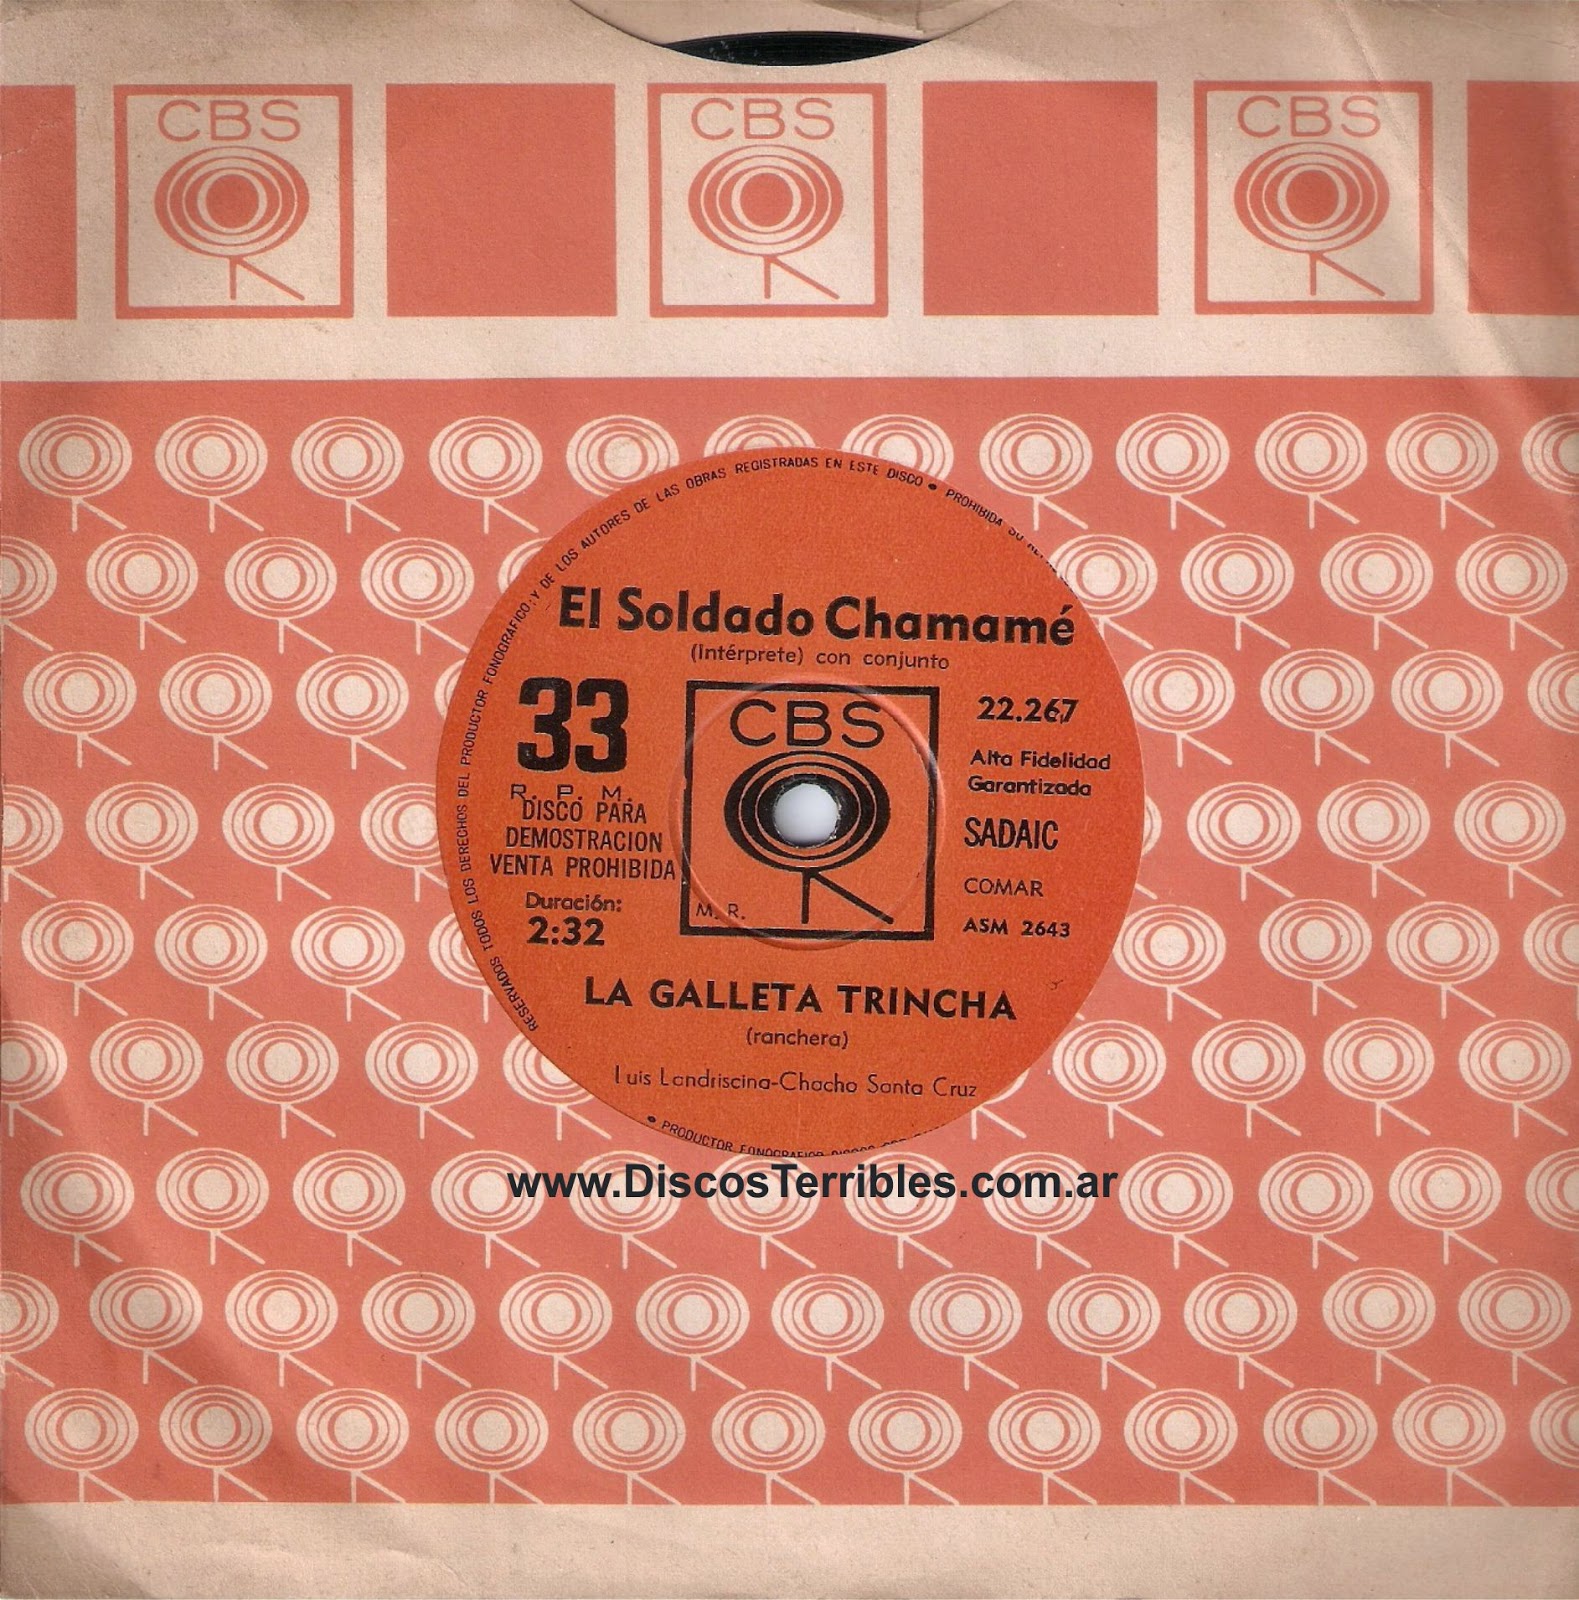 CBS
CBS
CBS
RESERVADOS TODOS LOS DERECHOS DEL PRODUCTOR FONOGRAFICO: Y DE LOS AUTORES DE LAS OBRAS REGISTRADAS EN ESTE DISCO • PROHIBIDA SU
El Soldado Chamamé
(Intérprete) con conjunto
33
R. P. M.
DISCO PARA
DEMOSTRACION
VENTA PROHIBIDA
Duración:
2:32
CBS
M. R.
22.267
Alta Fidelidad
Garantizada
SADAIC
COMAR
ASM 2643
LA GALLETA TRINCHA
(ranchera)
Luis Landriscina-Chacho Santa Cruz
• PRODUCTOR FONOGRAFICO DISCOS CBS
www.DiscosTerribles.com.ar